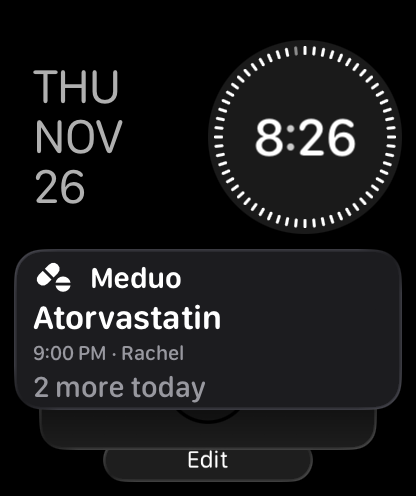 THU
NOV
26
8:26
Meduo
Atorvastatin
9:00 PM · Rachel
2 more today
Edit